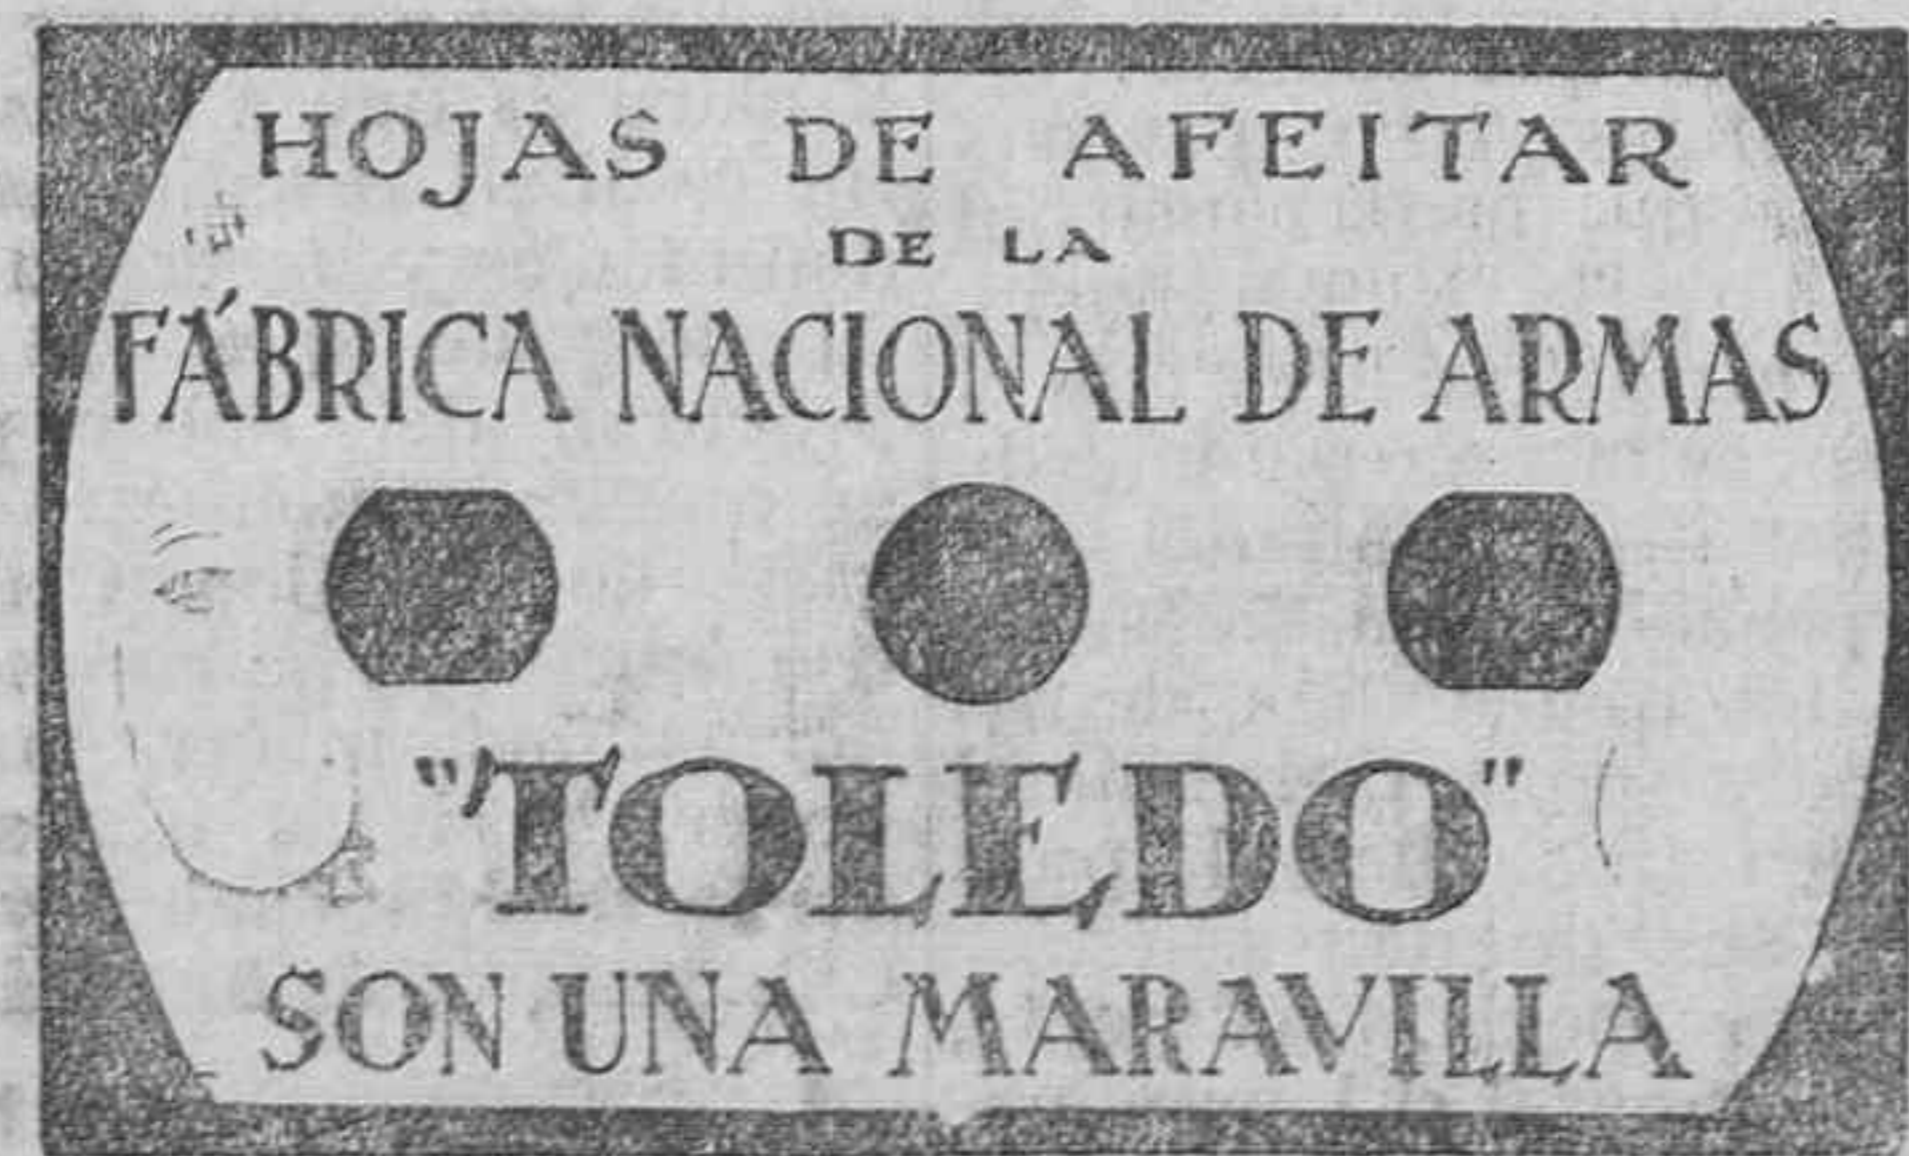 HOJAS DE AFEITAR
DE LA
FÁBRICA NACIONAL DE ARMAS
"TOLEDO"
SON UNA MARAVILLA